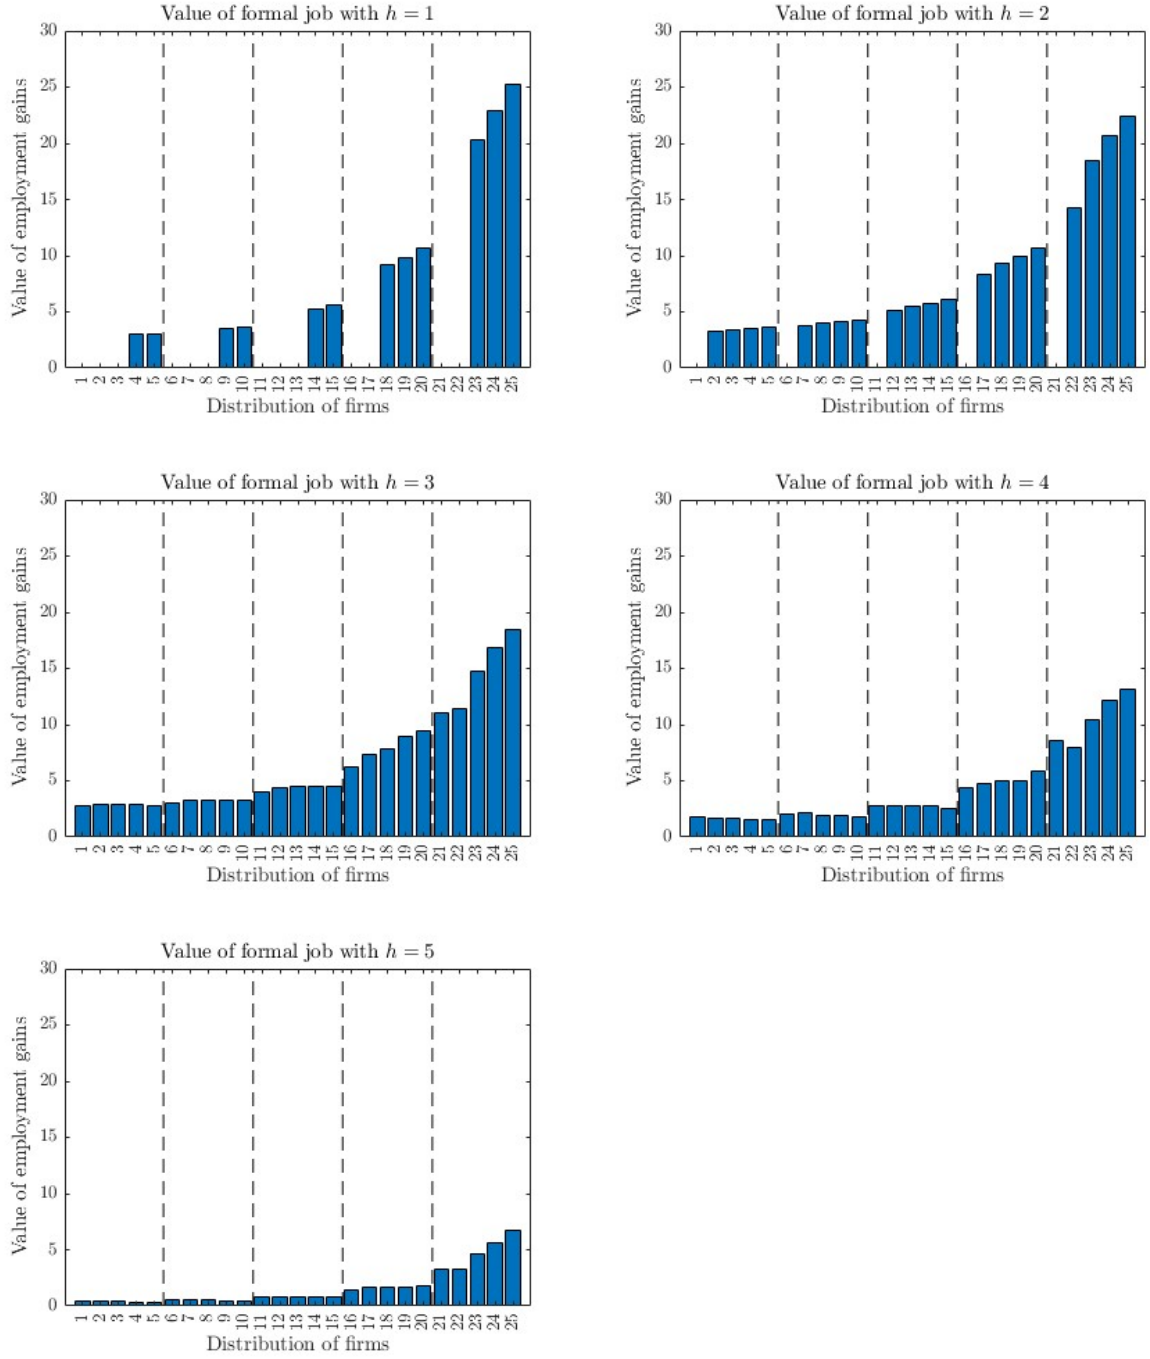 Value of formal job with h = 1
Value of employment gains
30
25
20
15
10
5
0
1 2 3 4 5 6 7 8 9 10 11 12 13 14 15 16 17 18 19 20 21 22 23 24 25
Distribution of firms
Value of formal job with h = 2
Value of employment gains
30
25
20
15
10
5
0
1 2 3 4 5 6 7 8 9 10 11 12 13 14 15 16 17 18 19 20 21 22 23 24 25
Distribution of firms
Value of formal job with h = 3
Value of employment gains
30
25
20
15
10
5
0
1 2 3 4 5 6 7 8 9 10 11 12 13 14 15 16 17 18 19 20 21 22 23 24 25
Distribution of firms
Value of formal job with h = 4
Value of employment gains
30
25
20
15
10
5
0
1 2 3 4 5 6 7 8 9 10 11 12 13 14 15 16 17 18 19 20 21 22 23 24 25
Distribution of firms
Value of formal job with h = 5
Value of employment gains
30
25
20
15
10
5
0
1 2 3 4 5 6 7 8 9 10 11 12 13 14 15 16 17 18 19 20 21 22 23 24 25
Distribution of firms